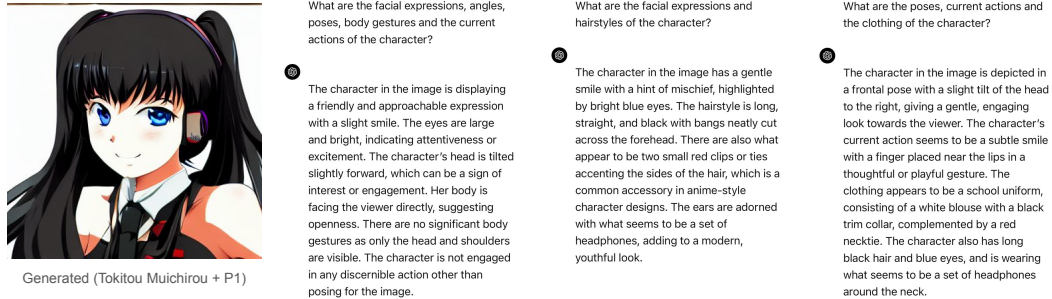 What are the facial expressions, angles,
poses, body gestures and the current
actions of the character?
The character in the image is displaying
a friendly and approachable expression
with a slight smile. The eyes are large
and bright, indicating attentiveness or
excitement. The character's head is tilted
slightly forward, which can be a sign of
interest or engagement. Her body is
facing the viewer directly, suggesting
openness. There are no significant body
gestures as only the head and shoulders
are visible. The character is not engaged
in any discernible action other than
posing for the image.
What are the facial expressions and
hairstyles of the character?
The character in the image has a gentle
smile with a hint of mischief, highlighted
by bright blue eyes. The hairstyle is long,
straight, and black with bangs neatly cut
across the forehead. There are also what
appear to be two small red clips or ties
accenting the sides of the hair, which is a
common accessory in anime-style
character designs. The ears are adorned
with what seems to be a set of
headphones, adding to a modern,
youthful look.
What are the poses, current actions and
the clothing of the character?
The character in the image is depicted in
a frontal pose with a slight tilt of the head
to the right, giving a gentle, engaging
look towards the viewer. The character's
current action seems to be a subtle smile
with a finger placed near the lips in a
thoughtful or playful gesture. The
clothing appears to be a school uniform,
consisting of a white blouse with a black
trim collar, complemented by a red
necktie. The character also has long
black hair and blue eyes, and is wearing
what seems to be a set of headphones
around the neck.
Generated (Tokitou Muichirou + P1)